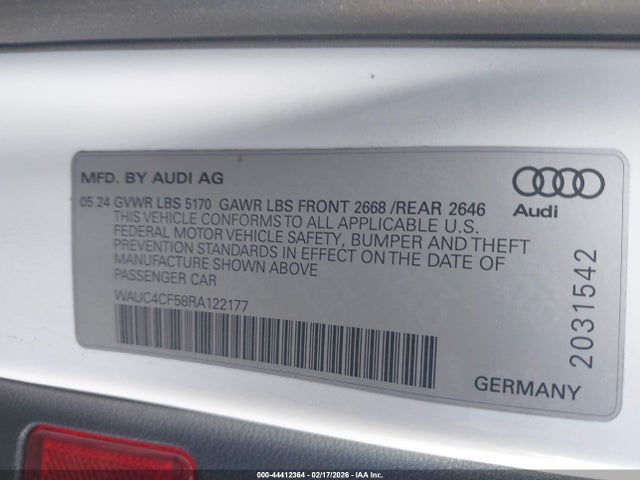 MFD. BY AUDI AG
05.24 GVWR LBS 5170 GAWR LBS FRONT 2668 /REAR 2646
THIS VEHICLE CONFORMS TO ALL APPLICABLE U.S.
FEDERAL MOTOR VEHICLE SAFETY, BUMPER AND THEFT
PREVENTION STANDARDS IN EFFECT ON THE DATE OF
MANUFACTURE SHOWN ABOVE
PASSENGER CAR
WAUC4CF58RA122177
Audi
2031542
GERMANY
000-44412364 - 02/17/2026 - IAA Inc.